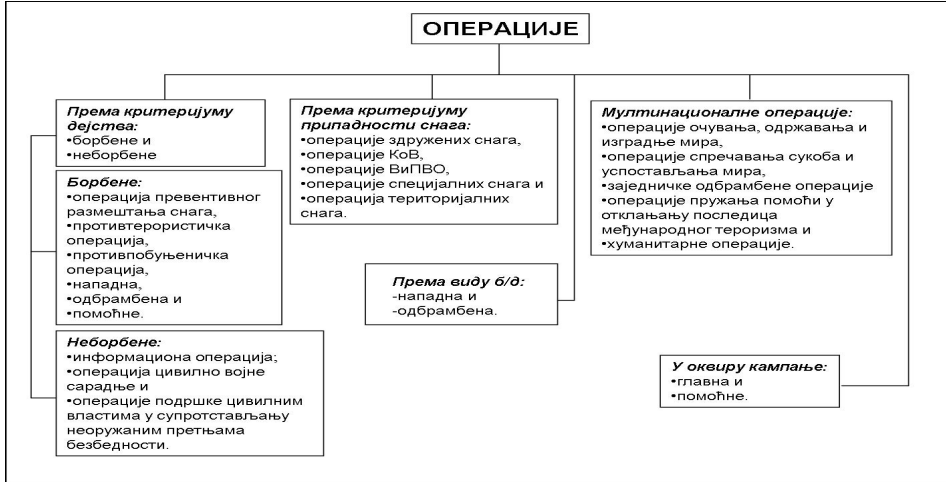 ОПЕРАЦИЈЕ
Према критеријуму
дејства:
•борбене и
•неборбене
Борбене:
•операција превентивног
размештања снага,
•противтерористичка
операција,
•противпобуњеничка
операција,
•нападна,
•одбрамбена и
•помоћне.
Неборбене:
•информациона операција;
•операција цивилно војне
сарадње и
•операције подршке цивилним
властима у супротстављању
неоружаним претњама
безбедности.
Према критеријуму
припадности снага:
•операције здружених снага,
•операције КоВ,
•операције ВиПВО,
•операције специјалних снага и
•операција територијалних
снага.
Према виду б/д:
-нападна и
-одбрамбена.
Мултинационалне операције:
•операције очувања, одржавања и
изградње мира,
•операције спречавања сукоба и
успостављања мира,
•заједничке одбрамбене операције
•операције пружања помоћи у
отклањању последица
међународног тероризма и
•хуманитарне операције.
У оквиру кампање:
•главна и
•помоћне.